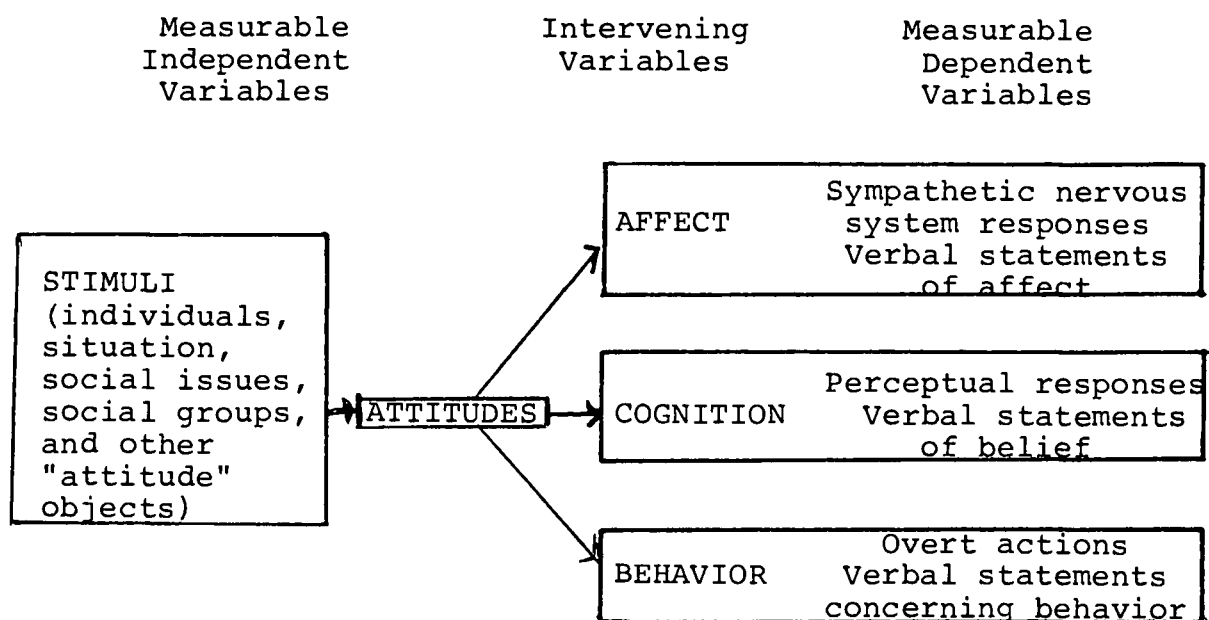 Measurable
Independent
Variables
Intervening
Variables
Measurable
Dependent
Variables
STIMULI
(individuals,
situation,
social issues,
social groups,
and other
"attitude"
objects)
ATTITUDES
AFFECT
Sympathetic nervous
system responses
Verbal statements
of affect
COGNITION
Perceptual responses
Verbal statements
of belief
BEHAVIOR
Overt actions
Verbal statements
concerning behavior